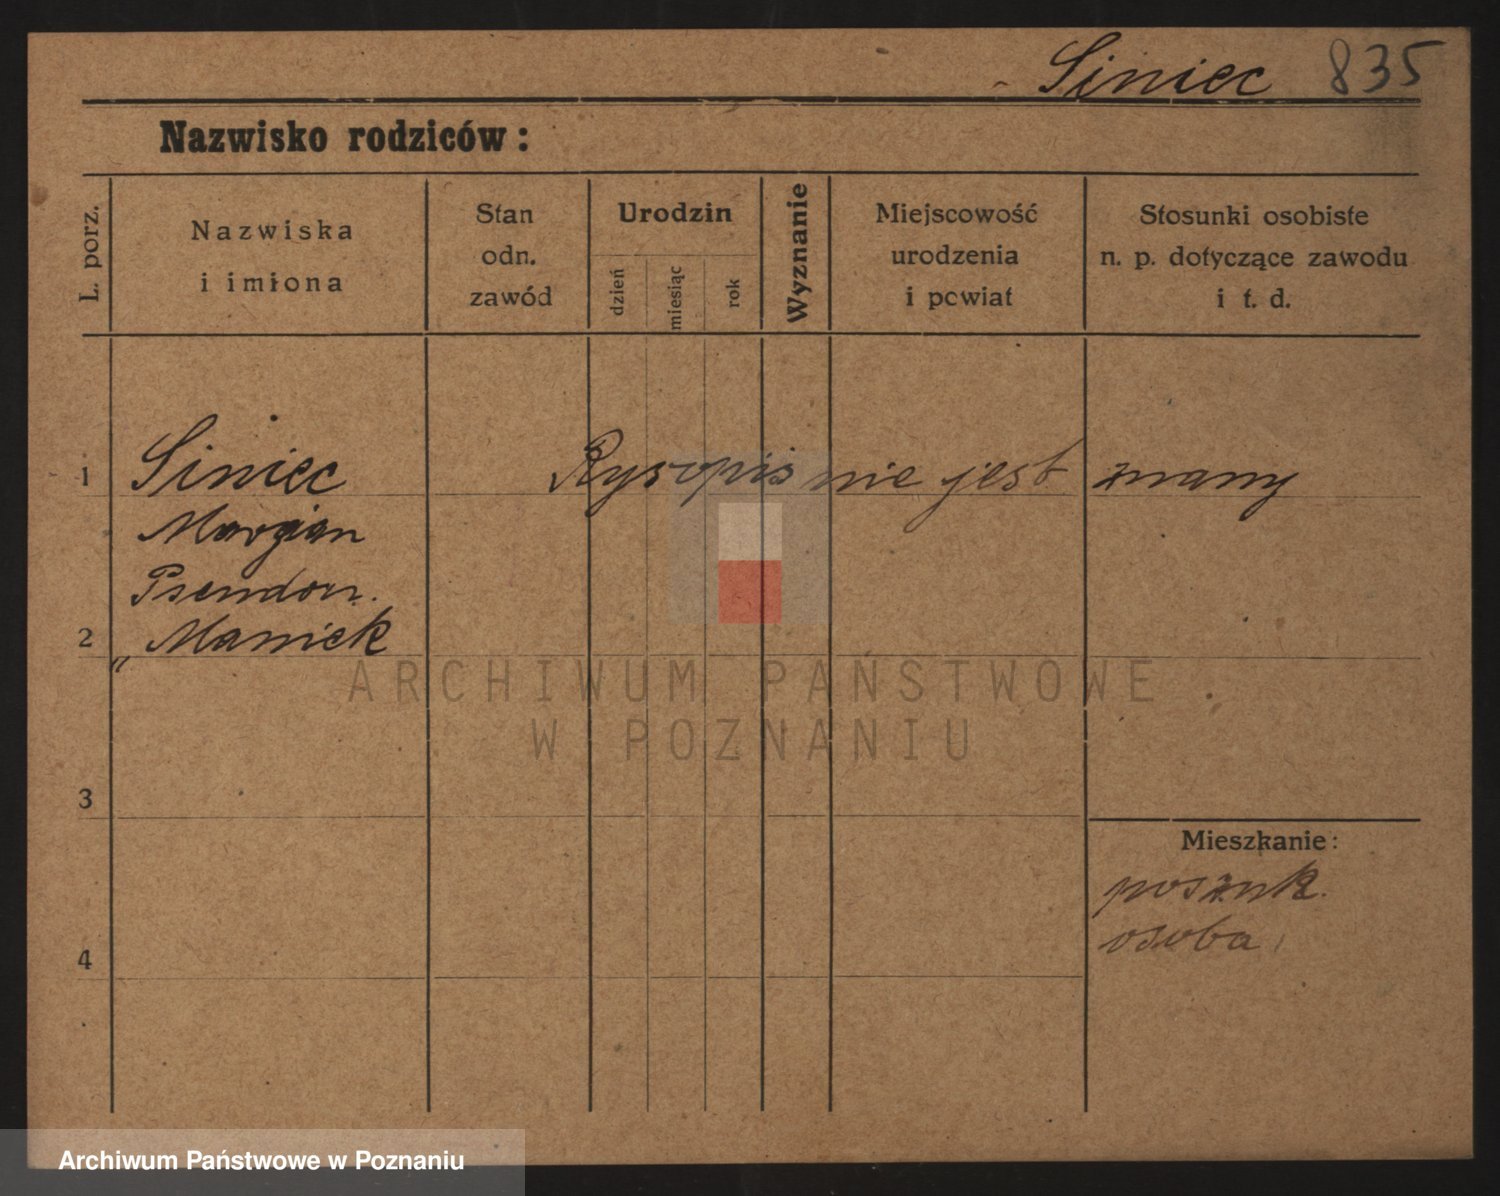 Siniec 835
Nazwisko rodziców :
L. porz.
Nazwiska
i imiona
Stan
odn.
zawód
Urodzin
dzień
miesiąc
rok
Wyznanie
Miejscowość
urodzenia
i powiat
Stosunki osobiste
n. p. dotyczące zawodu
i t. d.
1 Siniec Rysopis nie jest znany
Marzian
Pseudon.
2 „Maniek
ARCHIWUM PAŃSTWOWE
W POZNANIU
3
Mieszkanie:
poszuk.
osoba
4
Archiwum Państwowe w Poznaniu